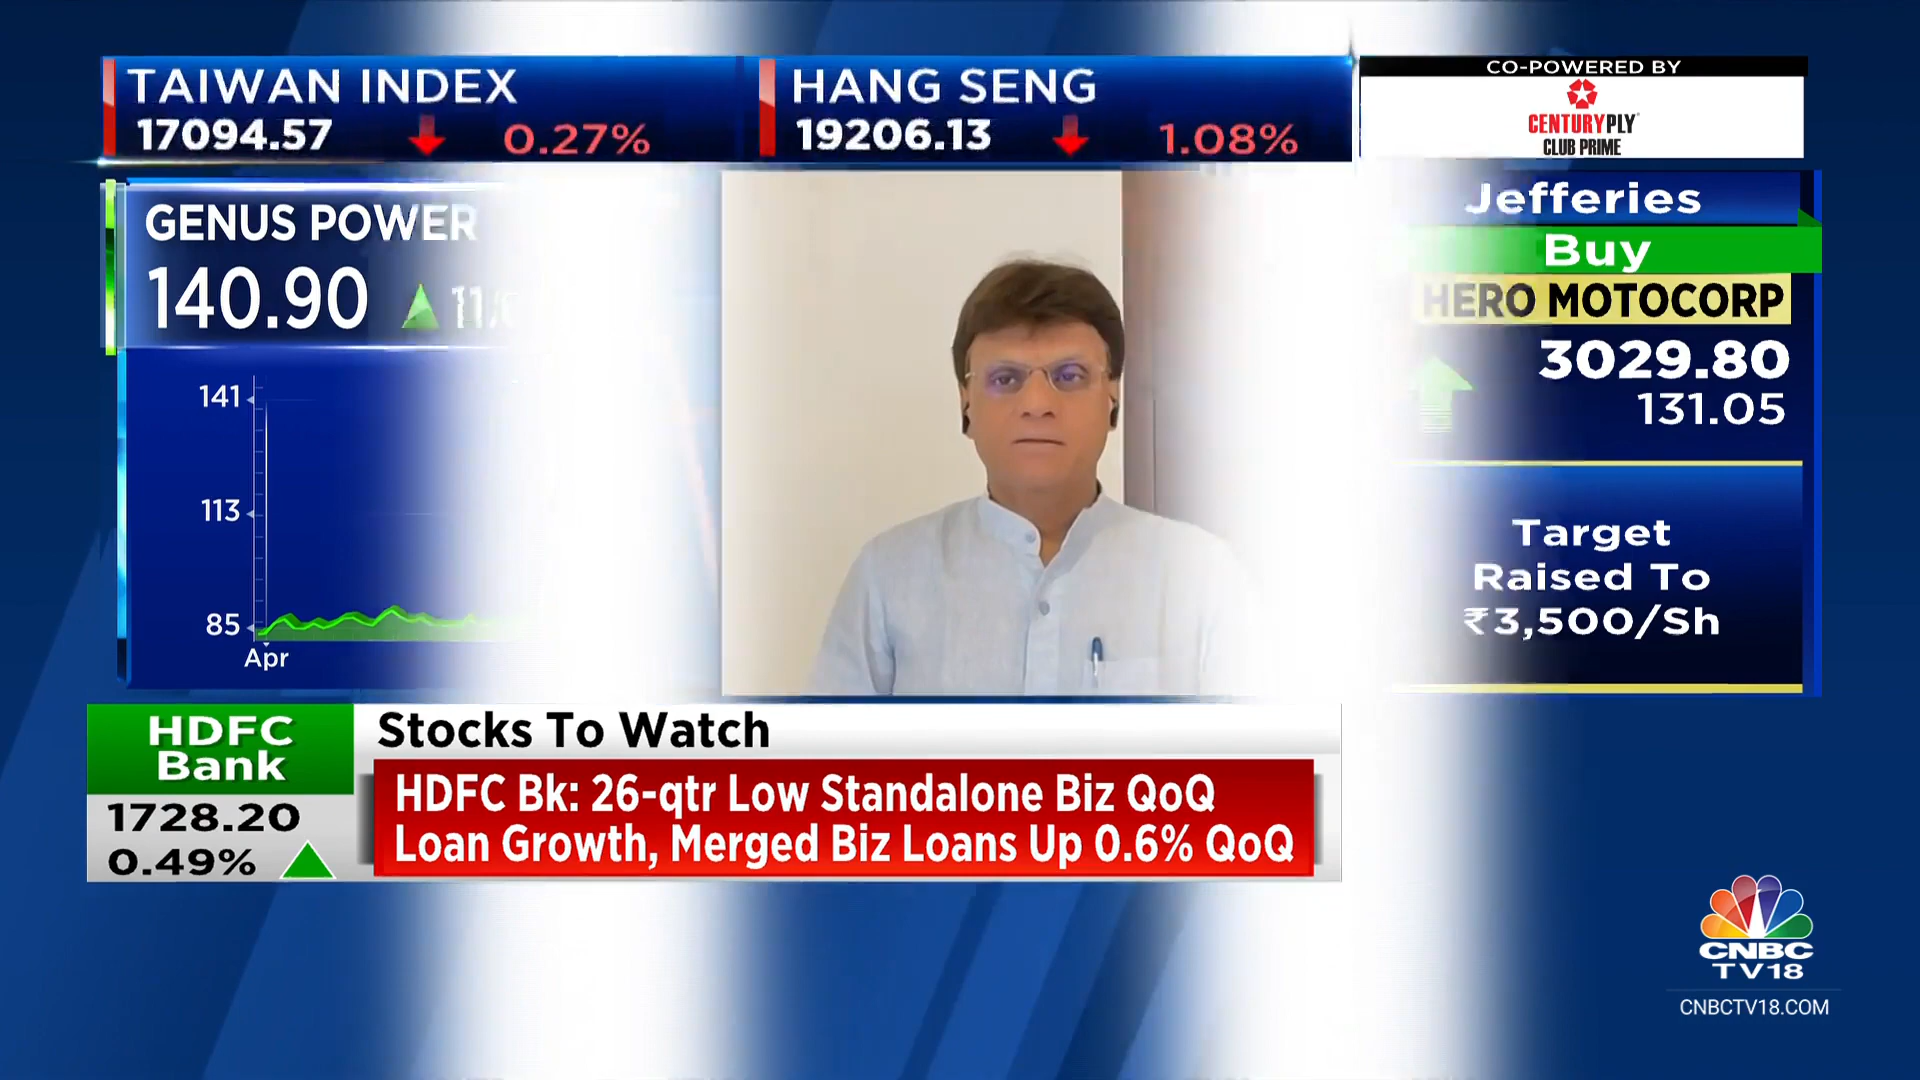 TAIWAN INDEX
17094.57 0.27%
HANG SENG
19206.13 1.08%
CO-POWERED BY
CENTURYPLY
CLUB PRIME
GENUS POWER
140.90
141
113
85
Apr
Jefferies
Buy
HERO MOTOCORP
3029.80
131.05
Target
Raised To
₹3,500/Sh
HDFC
Bank
1728.20
0.49%
Stocks To Watch
HDFC Bk: 26-qtr Low Standalone Biz QoQ
Loan Growth, Merged Biz Loans Up 0.6% QoQ
CNBC
TV18
CNBCTV18.COM